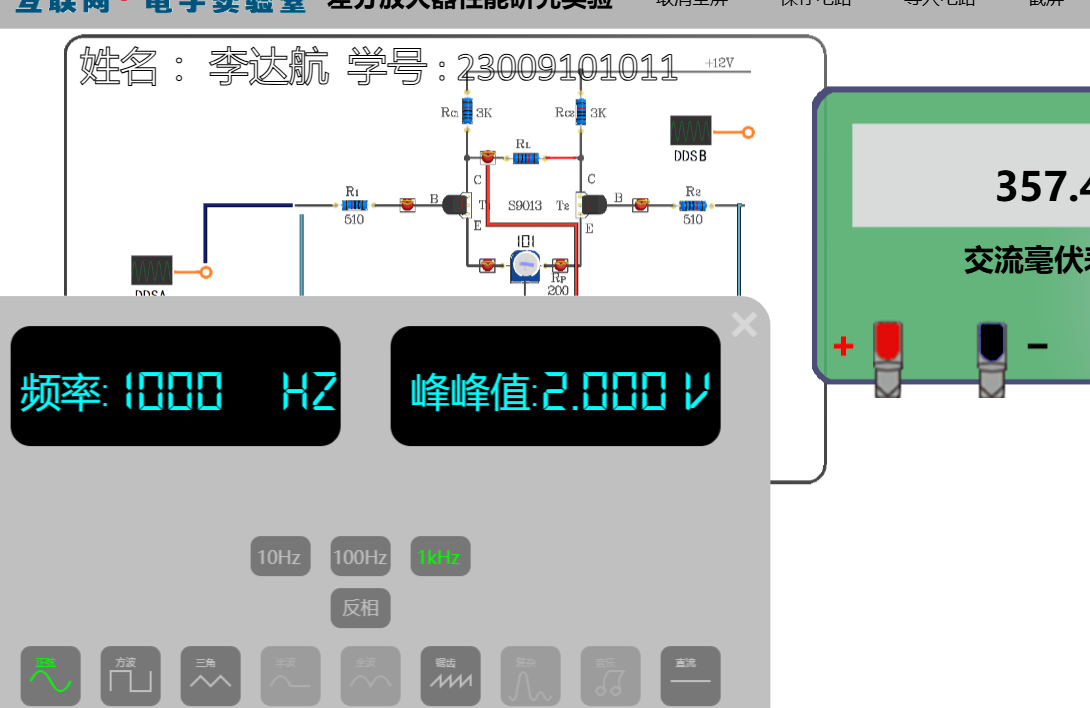 互联网+电子实验室 差分放大器性能研究实验 取消全屏 保存电路 导入电路 截屏
姓名： 李达航 学号：23009101011
+12V
RC1 3K
RC2 3K
RL
DDSB
C
C
R1
510
B
T1
S9013
T2
B
R2
510
E
E
101
RP
200
DDSA
357.4
交流毫伏表
+
-
频率:1000 HZ
峰峰值:2.000 V
10Hz 100Hz 1kHz
反相
正弦 方波 三角 半波 全波 锯齿 复杂 音乐 直流